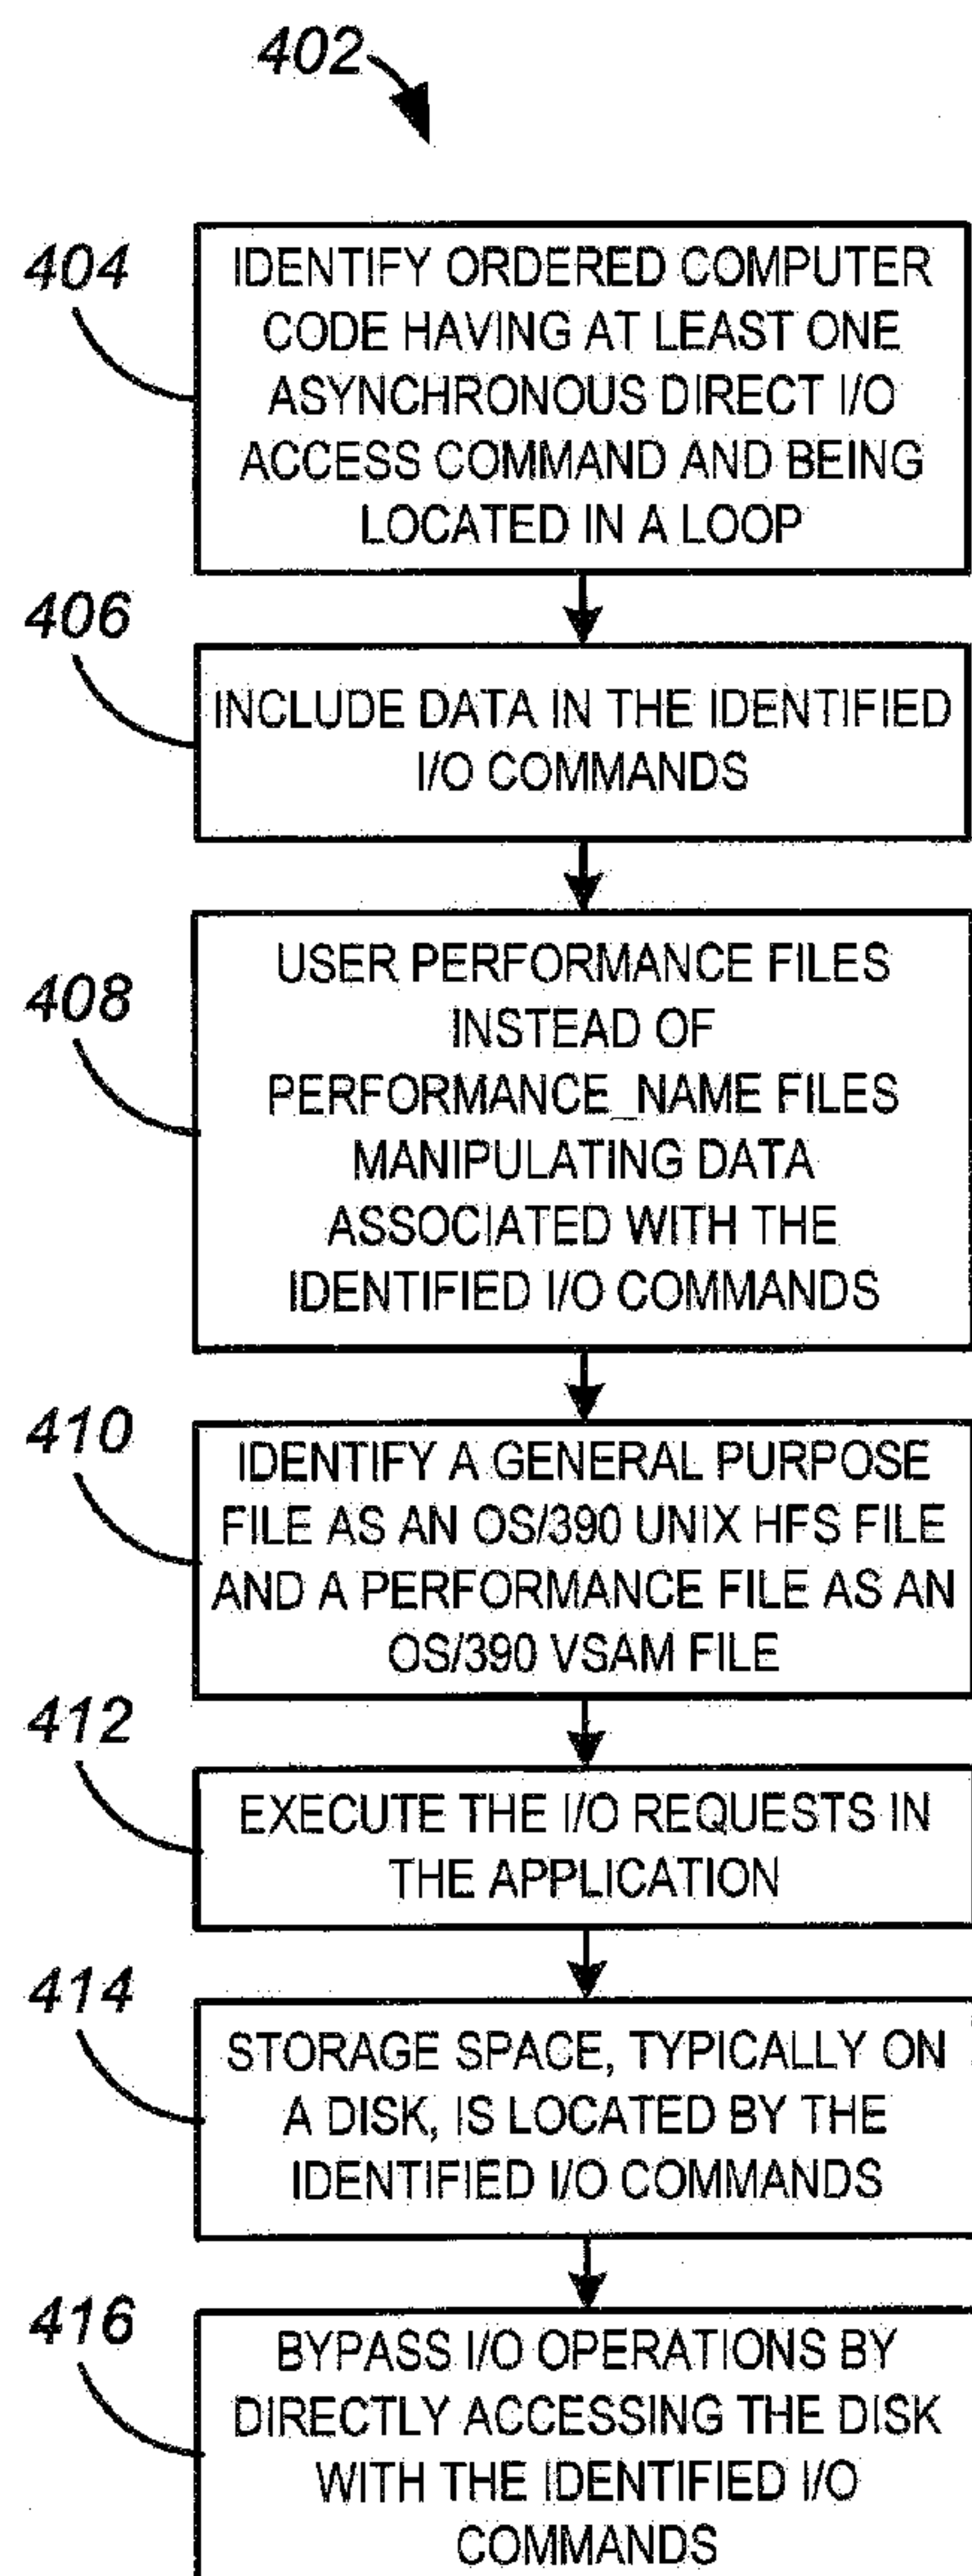 402
404
IDENTIFY ORDERED COMPUTER
CODE HAVING AT LEAST ONE
ASYNCHRONOUS DIRECT I/O
ACCESS COMMAND AND BEING
LOCATED IN A LOOP
406
INCLUDE DATA IN THE IDENTIFIED
I/O COMMANDS
408
USER PERFORMANCE FILES
INSTEAD OF
PERFORMANCE_NAME FILES
MANIPULATING DATA
ASSOCIATED WITH THE
IDENTIFIED I/O COMMANDS
410
IDENTIFY A GENERAL PURPOSE
FILE AS AN OS/390 UNIX HFS FILE
AND A PERFORMANCE FILE AS AN
OS/390 VSAM FILE
412
EXECUTE THE I/O REQUESTS IN
THE APPLICATION
414
STORAGE SPACE, TYPICALLY ON
A DISK, IS LOCATED BY THE
IDENTIFIED I/O COMMANDS
416
BYPASS I/O OPERATIONS BY
DIRECTLY ACCESSING THE DISK
WITH THE IDENTIFIED I/O
COMMANDS